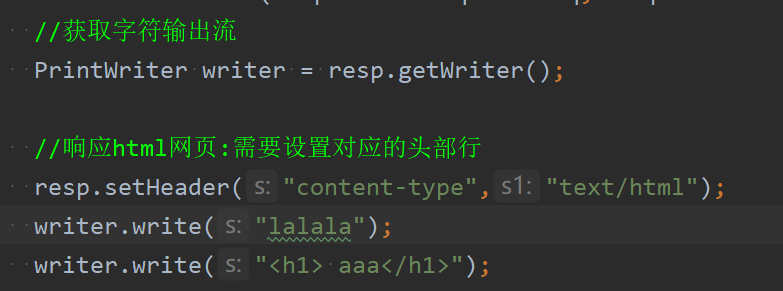 //获取字符输出流
PrintWriter writer = resp.getWriter();
//响应html网页:需要设置对应的头部行
resp.setHeader( s: "content-type", s1: "text/html");
writer.write( s: "lalala");
writer.write( s: "<h1> aaa</h1>");